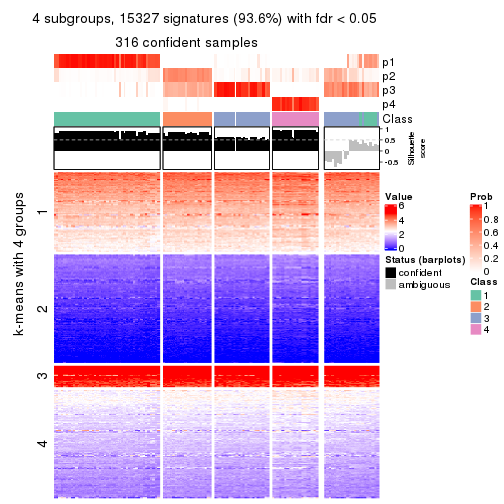 4 subgroups, 15327 signatures (93.6%) with fdr < 0.05
316 confident samples
p1
p2
p3
p4
Class
1
0.5
0
-0.5
Silhouette
score
k-means with 4 groups
1
2
3
4
Value
6
4
2
0
Status (barplots)
confident
ambiguous
Prob
1
0.8
0.6
0.4
0.2
0
Class
1
2
3
4